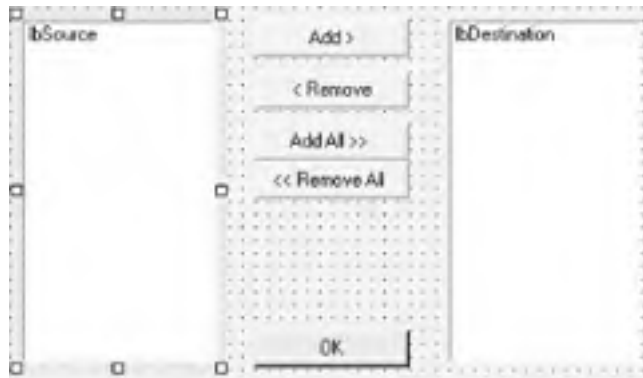 lbSource
Add >
< Remove
Add All >>
<< Remove All
OK
lbDestination